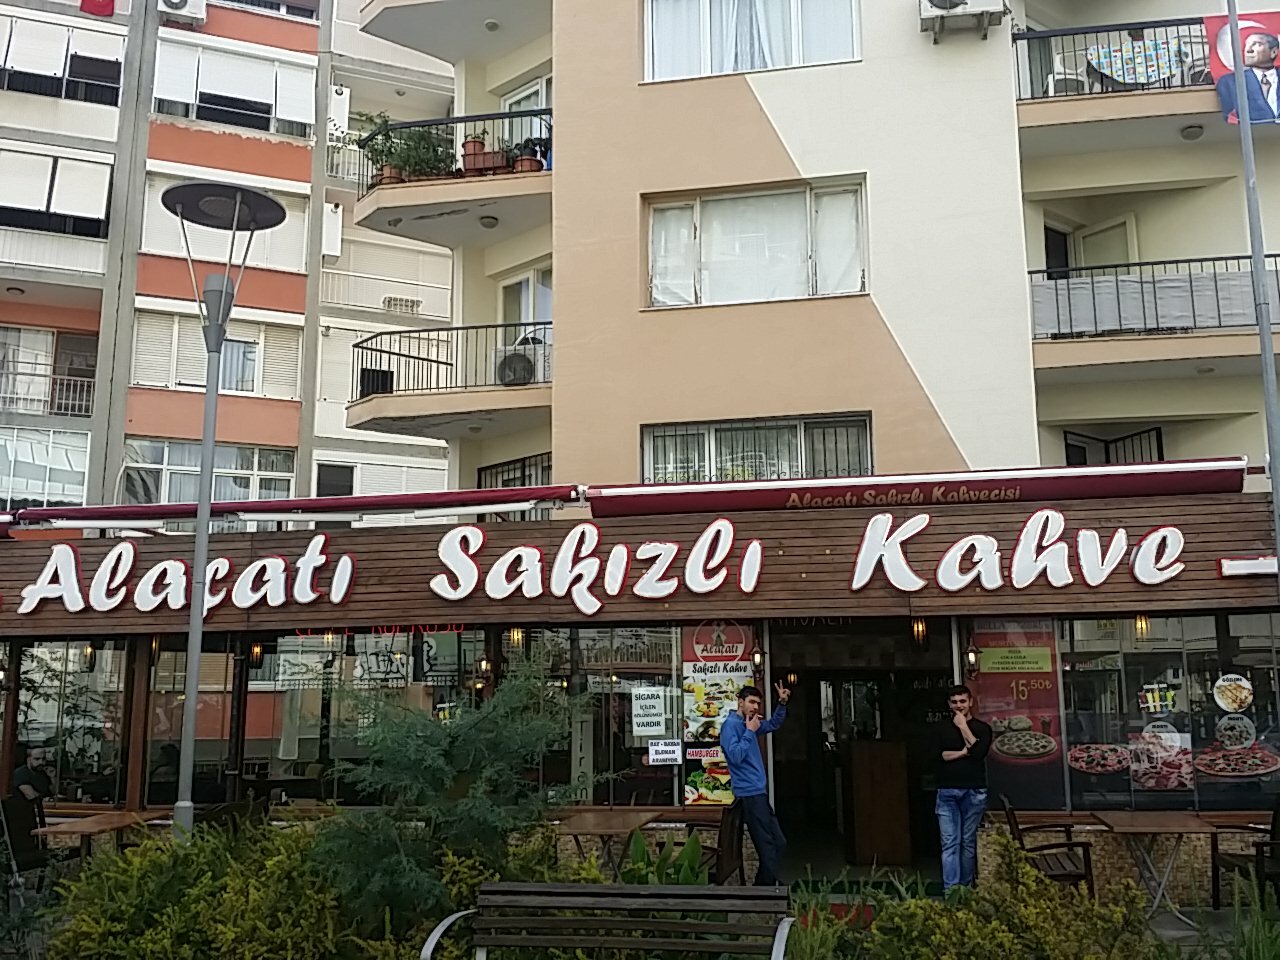 Alaçatı Sakızlı Kahvecisi
Alaçatı Sakızlı Kahve
Alaçatı
Sakızlı Kahve
SİGARA
İÇİLEN
BÖLÜMÜMÜZ
VARDIR
BAY - BAYAN
ELEMAN
ARANIYOR
HAMBURGER
15.50₺
GÖZLEME